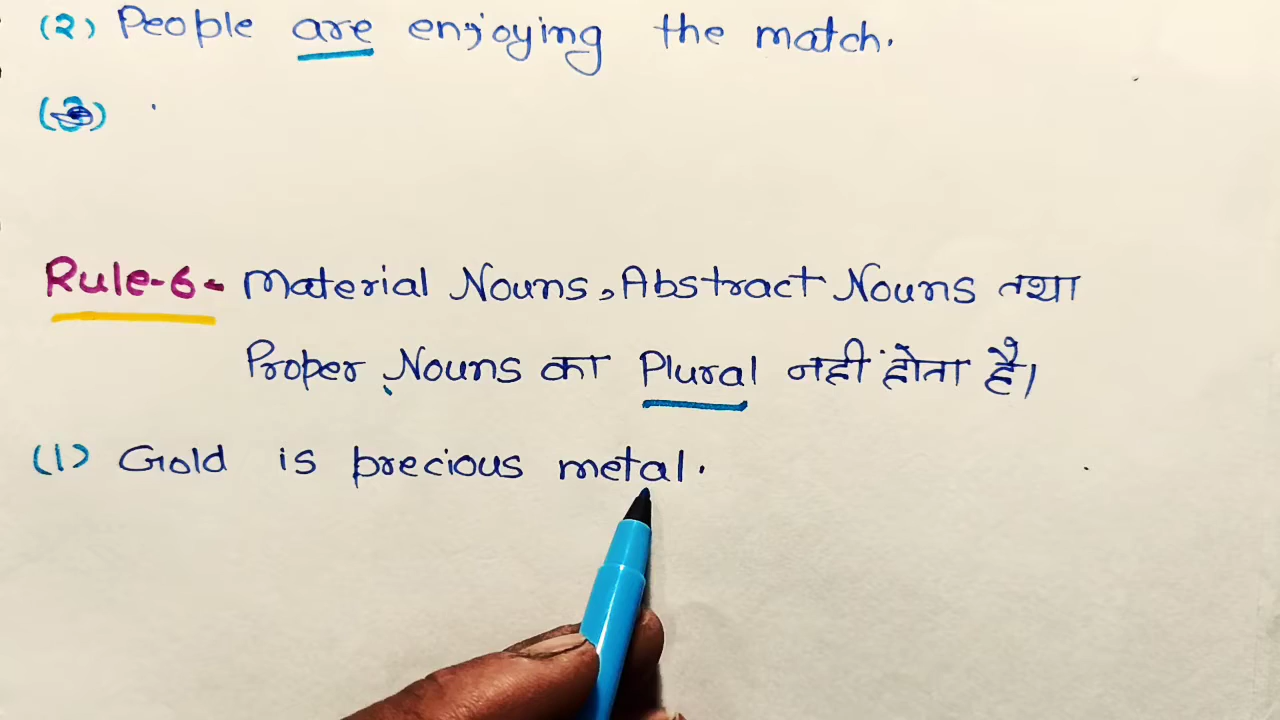 (2) People are enjoying the match.
(3)
Rule-6- Material Nouns, Abstract Nouns तथा
Proper Nouns का Plural नहीं होता है।
(1) Gold is precious metal.